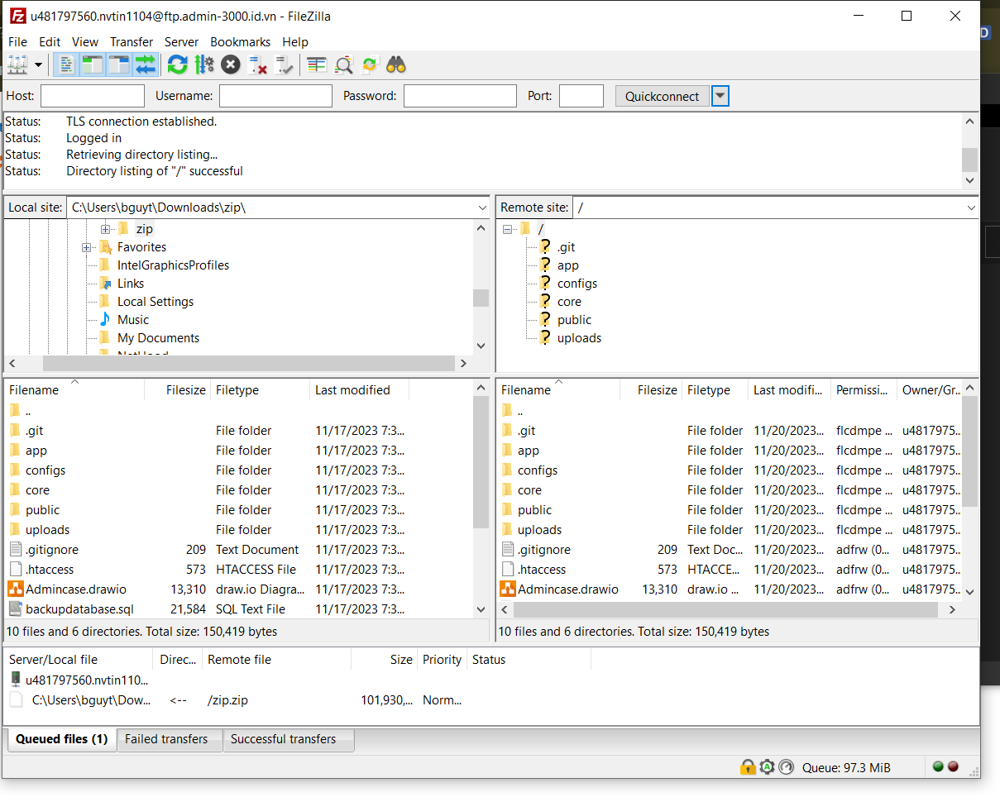 u481797560.nvtin1104@ftp.admin-3000.id.vn - FileZilla
File Edit View Transfer Server Bookmarks Help
Host: Username: Password: Port: Quickconnect
Status: TLS connection established.
Status: Logged in
Status: Retrieving directory listing...
Status: Directory listing of "/" successful
Local site: C:\Users\bguyt\Downloads\zip\
zip
Favorites
IntelGraphicsProfiles
Links
Local Settings
Music
My Documents
Remote site: /
/
.git
app
configs
core
public
uploads
Filename Filesize Filetype Last modified
..
.git File folder 11/17/2023 7:3...
app File folder 11/17/2023 7:3...
configs File folder 11/17/2023 7:3...
core File folder 11/17/2023 7:3...
public File folder 11/17/2023 7:3...
uploads File folder 11/17/2023 7:3...
.gitignore 209 Text Document 11/17/2023 7:3...
.htaccess 573 HTACCESS File 11/17/2023 7:3...
Admincase.drawio 13,310 draw.io Diagra... 11/17/2023 7:3...
backupdatabase.sql 21,584 SQL Text File 11/17/2023 7:3...
10 files and 6 directories. Total size: 150,419 bytes
Filename Filesize Filetype Last modifi... Permissi... Owner/Gr...
..
.git File folder 11/20/2023... flcdmpe ... u4817975...
app File folder 11/20/2023... flcdmpe ... u4817975...
configs File folder 11/20/2023... flcdmpe ... u4817975...
core File folder 11/20/2023... flcdmpe ... u4817975...
public File folder 11/20/2023... flcdmpe ... u4817975...
uploads File folder 11/20/2023... flcdmpe ... u4817975...
.gitignore 209 Text Doc... 11/20/2023... adfrw (0... u4817975...
.htaccess 573 HTACCE... 11/20/2023... adfrw (0... u4817975...
Admincase.drawio 13,310 draw.io ... 11/20/2023... adfrw (0... u4817975...
10 files and 6 directories. Total size: 150,419 bytes
Server/Local file Direc... Remote file Size Priority Status
u481797560.nvtin110...
C:\Users\bguyt\Dow... <-- /zip.zip 101,930,... Norm...
Queued files (1) Failed transfers Successful transfers
Queue: 97.3 MiB